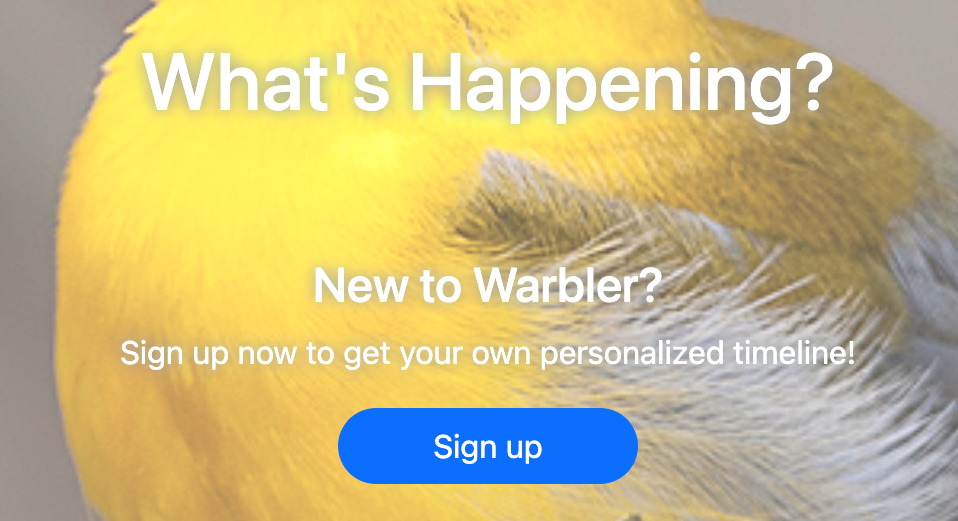 What's Happening?
New to Warbler?
Sign up now to get your own personalized timeline!
Sign up